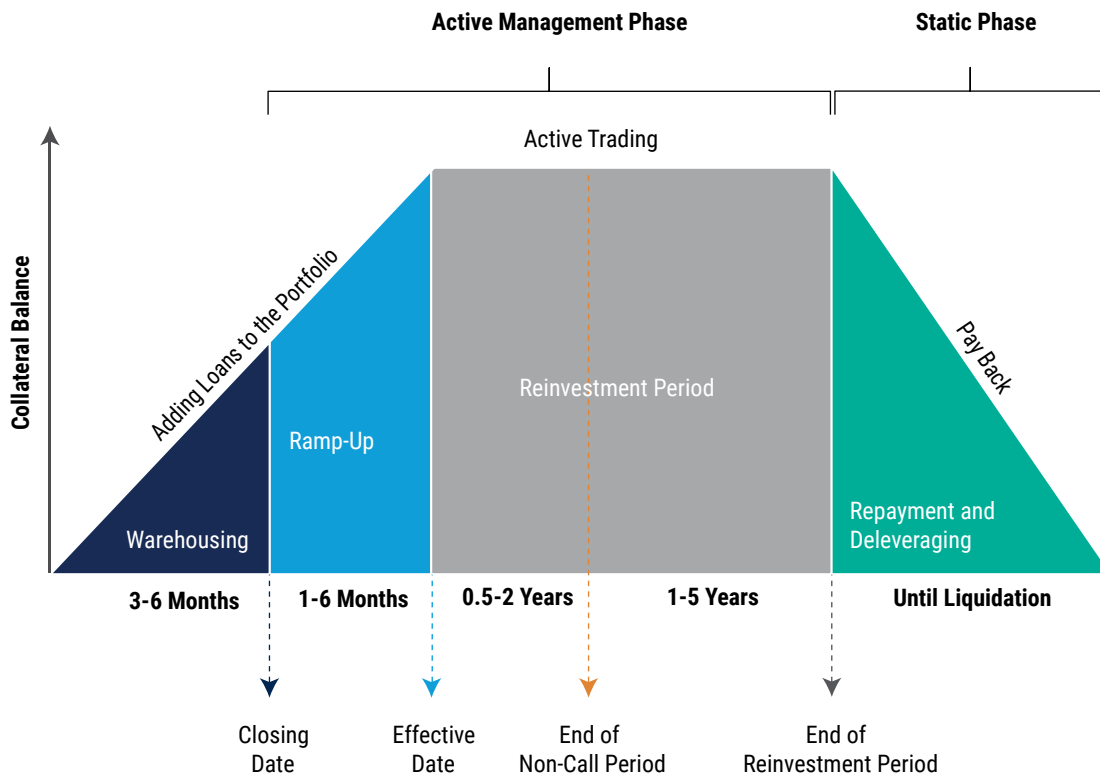 Active Management Phase
Static Phase
Active Trading
Collateral Balance
Adding Loans to the Portfolio
Pay Back
Reinvestment Period
Ramp-Up
Warehousing
Repayment and
Deleveraging
3-6 Months
1-6 Months
0.5-2 Years
1-5 Years
Until Liquidation
Closing
Date
Effective
Date
End of
Non-Call Period
End of
Reinvestment Period